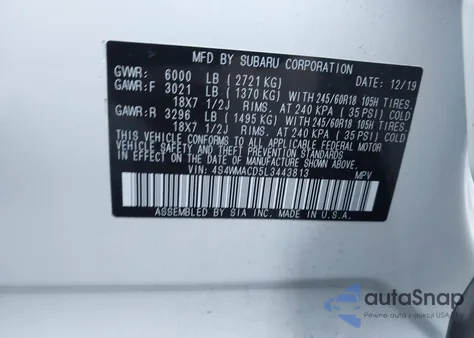 MFD BY SUBARU CORPORATION
GVWR: 6000 LB (2721 KG) DATE: 12/19
GAWR:F 3021 LB (1370 KG) WITH 245/60R18 105H TIRES.
18X7 1/2J RIMS. AT 240 KPA (35 PSI) COLD
GAWR:R 3296 LB (1495 KG) WITH 245/60R18 105H TIRES.
18X7 1/2J RIMS. AT 240 KPA (35 PSI) COLD
THIS VEHICLE CONFORMS TO ALL APPLICABLE FEDERAL MOTOR
VEHICLE SAFETY STANDARDS IN EFFECT ON THE DATE OF
MANUFACTURE SHOWN ABOVE.
VIN: 4S4WMACD5L3443813 MPV
ASSEMBLED BY SIA INC. MADE IN U.S.A.
autoSnap
Pewne auta i aukcji USA